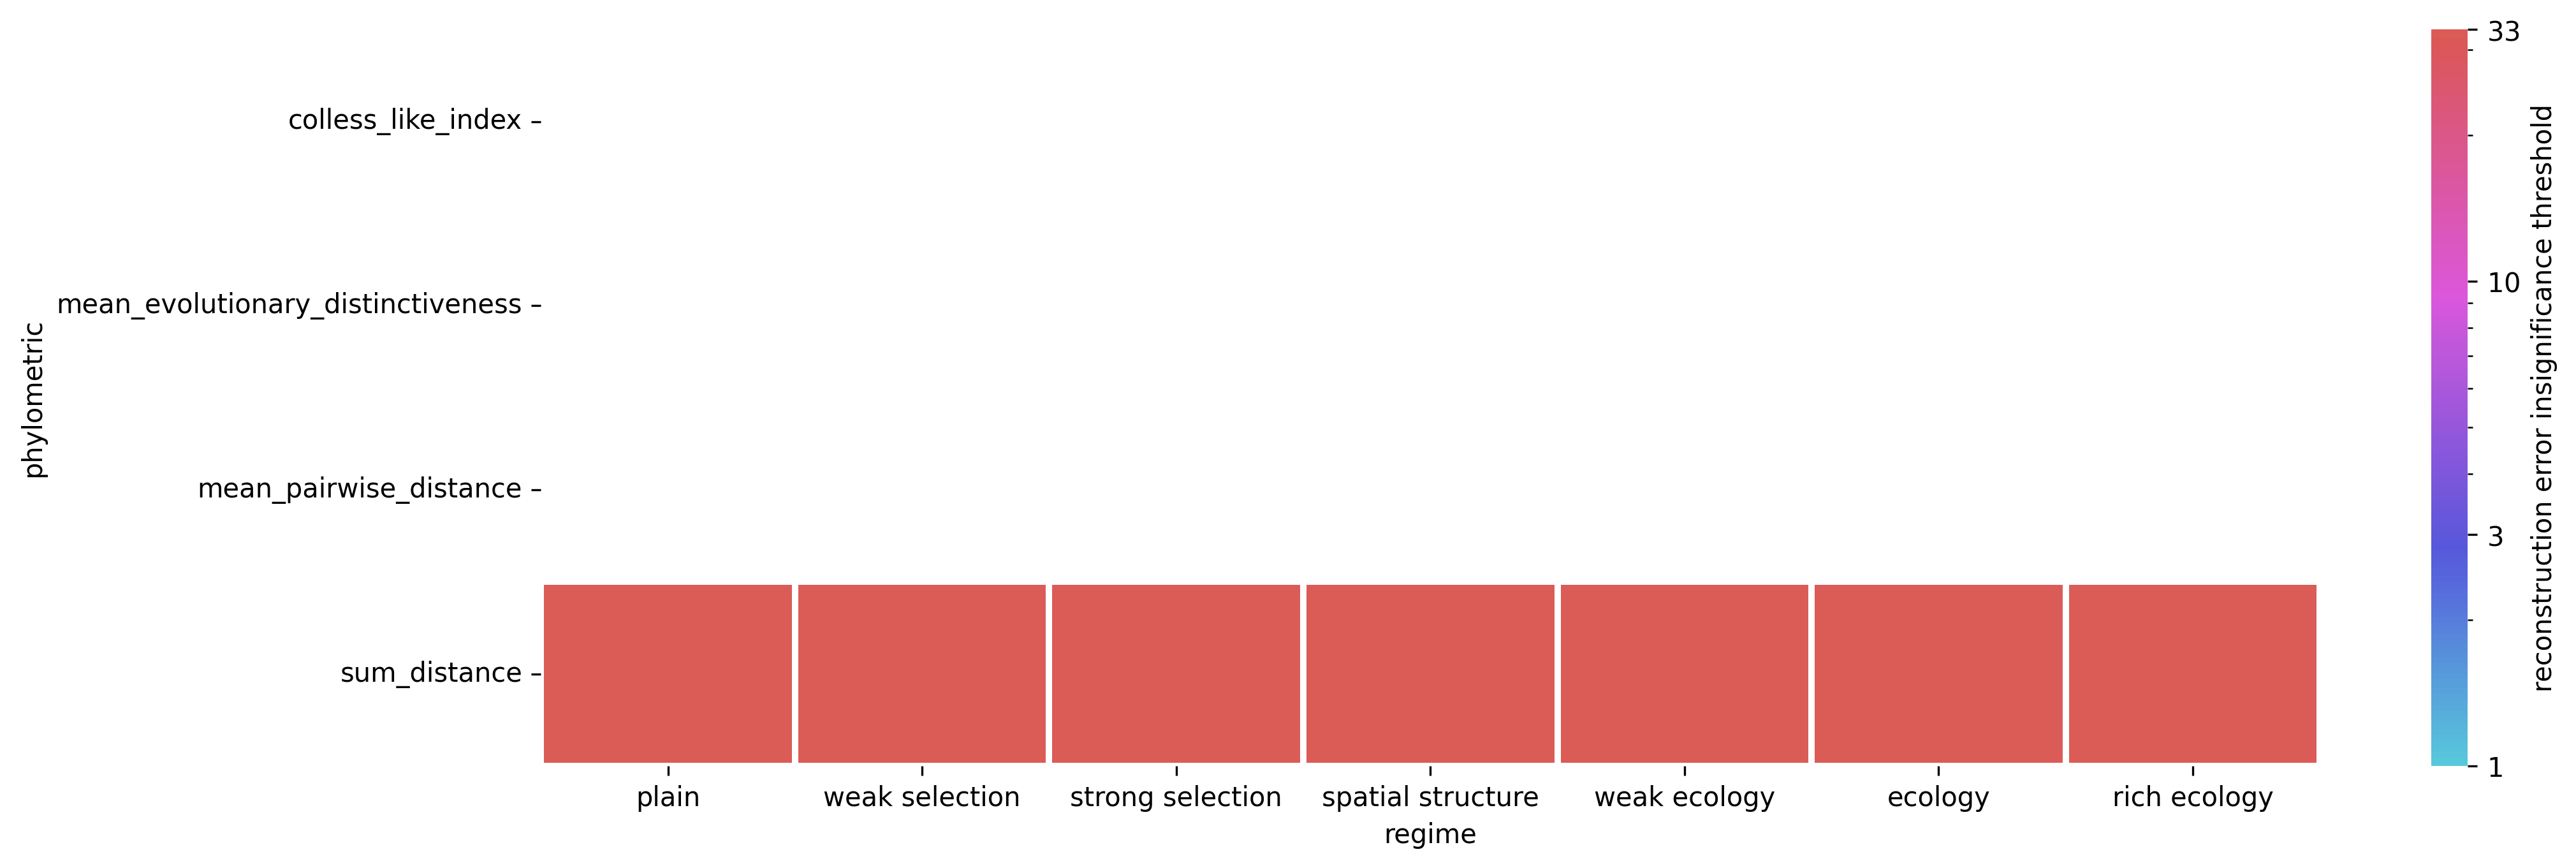 phylometric
colless_like_index
mean_evolutionary_distinctiveness
mean_pairwise_distance
sum_distance
plain
weak selection
strong selection
spatial structure
weak ecology
ecology
rich ecology
regime
33
10
3
1
reconstruction error insignificance threshold